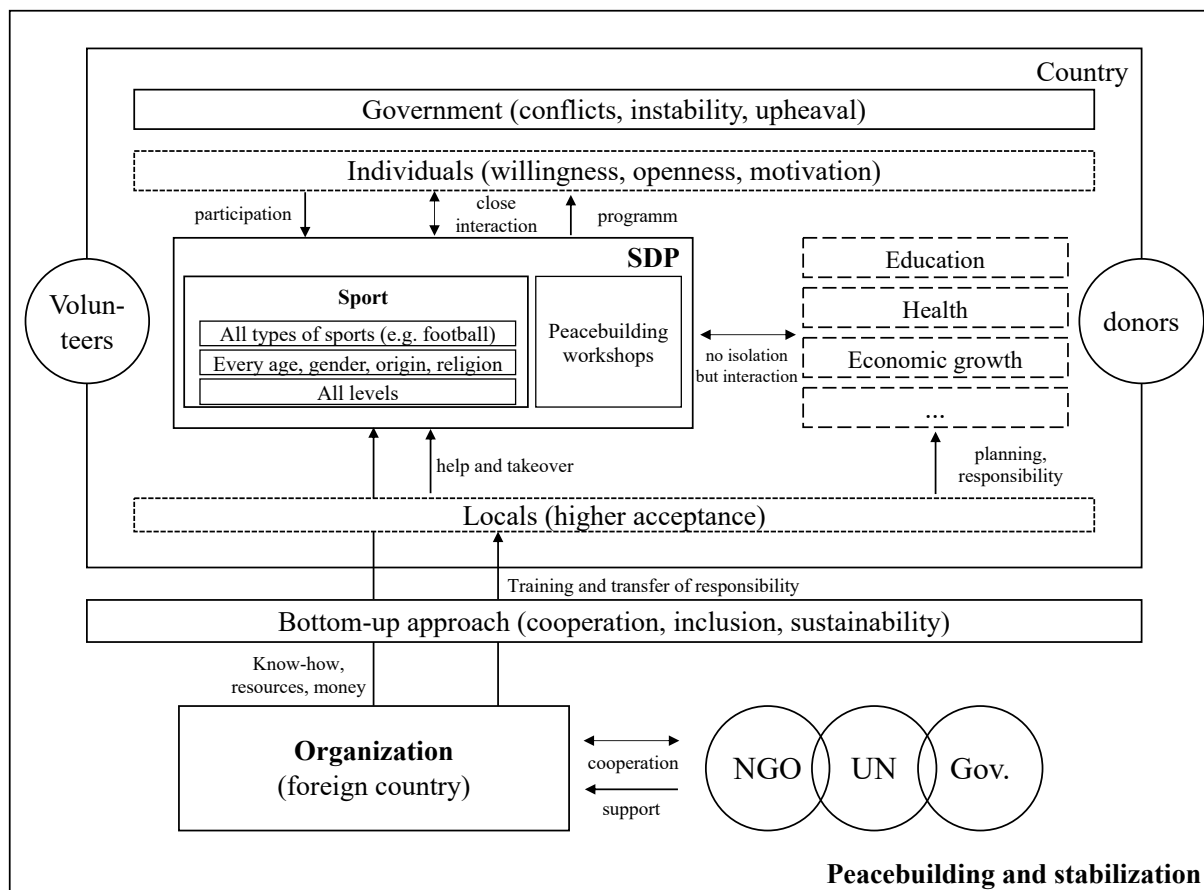 Country
Government (conflicts, instability, upheaval)
Individuals (willingness, openness, motivation)
participation
close
interaction
programm
SDP
Sport
All types of sports (e.g. football)
Every age, gender, origin, religion
All levels
Peacebuilding
workshops
no isolation
but interaction
Education
Health
Economic growth
...
Volun-
teers
donors
help and takeover
planning,
responsibility
Locals (higher acceptance)
Training and transfer of responsibility
Bottom-up approach (cooperation, inclusion, sustainability)
Know-how,
resources, money
Organization
(foreign country)
cooperation
support
NGO
UN
Gov.
Peacebuilding and stabilization